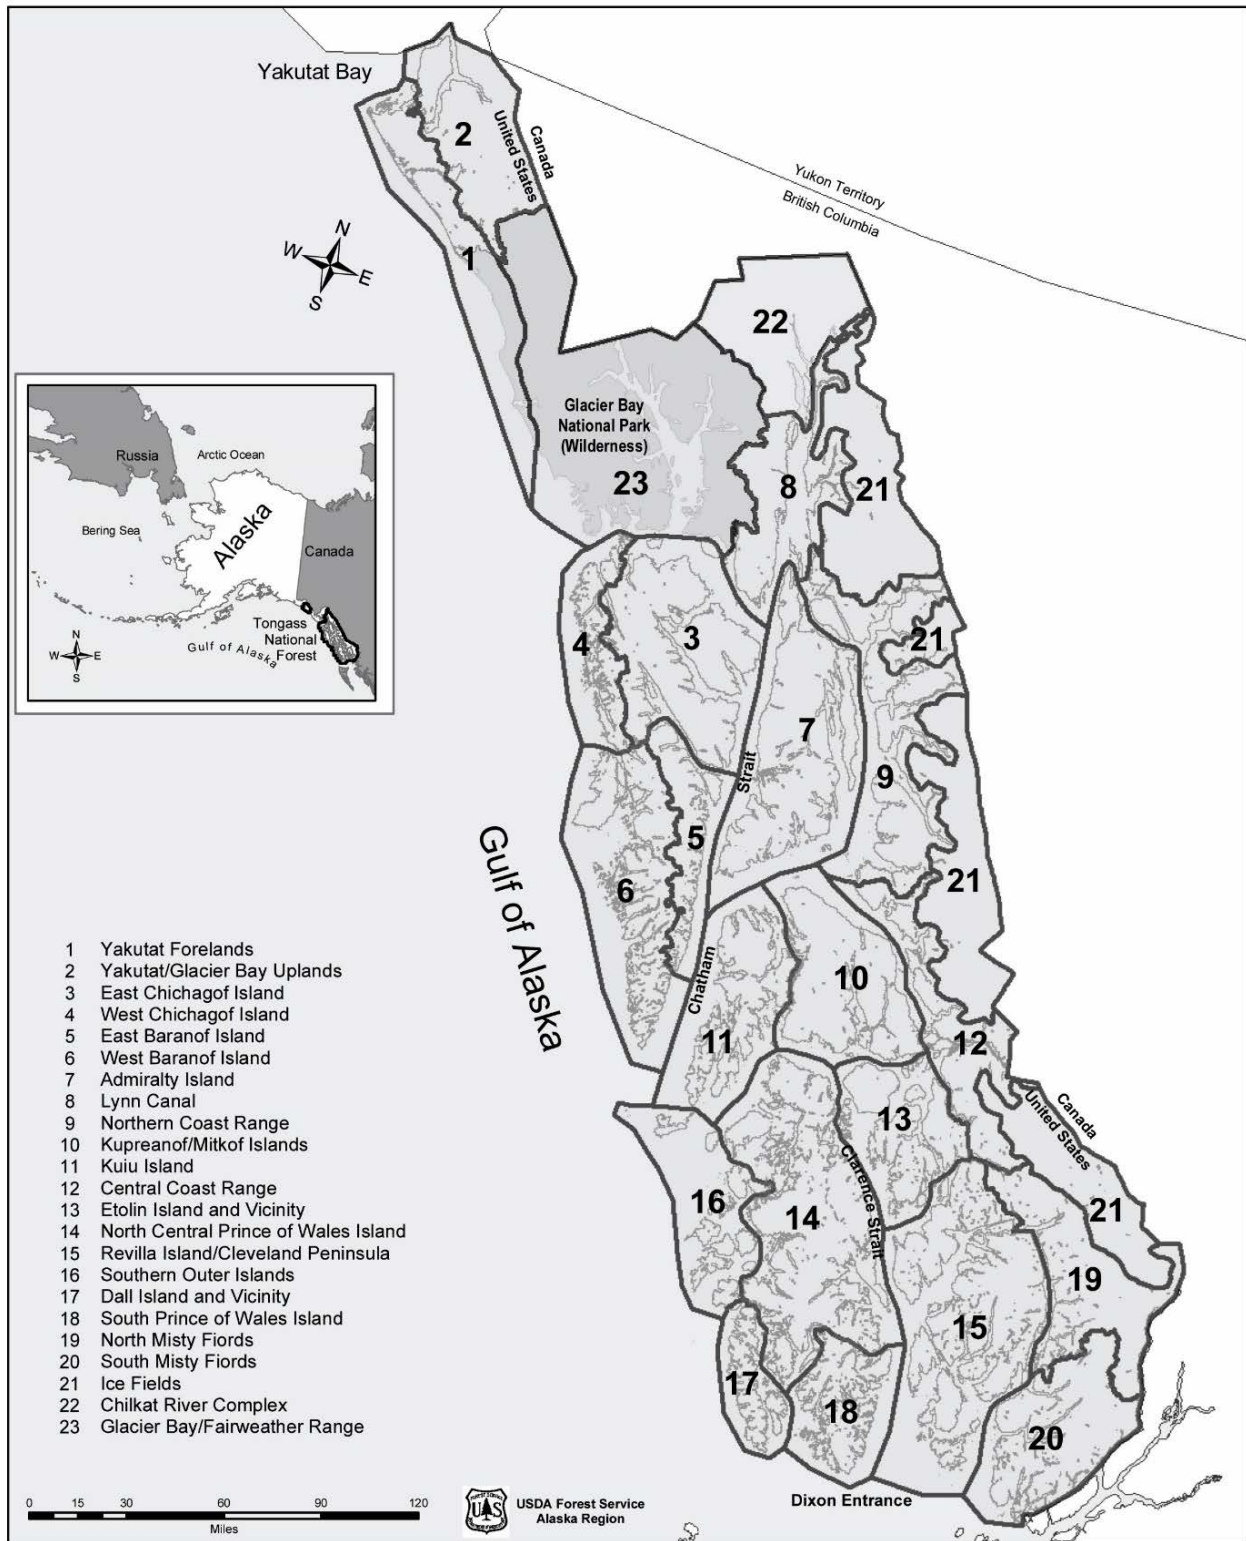 Yakutat Bay
2
United States
Canada
Yukon Territory
British Columbia
N
W
E
S
1
22
Glacier Bay
National Park
(Wilderness)
23
8
21
Russia
Arctic Ocean
Bering Sea
Alaska
Canada
Tongass
National
Forest
Gulf of Alaska
N
W
E
S
4
3
21
7
Strait
9
5
6
21
Gulf of Alaska
Chatham
10
11
12
Canada
United States
13
Clarence Strait
16
14
21
19
15
17
18
20
1 Yakutat Forelands
2 Yakutat/Glacier Bay Uplands
3 East Chichagof Island
4 West Chichagof Island
5 East Baranof Island
6 West Baranof Island
7 Admiralty Island
8 Lynn Canal
9 Northern Coast Range
10 Kupreanof/Mitkof Islands
11 Kuiu Island
12 Central Coast Range
13 Etolin Island and Vicinity
14 North Central Prince of Wales Island
15 Revilla Island/Cleveland Peninsula
16 Southern Outer Islands
17 Dall Island and Vicinity
18 South Prince of Wales Island
19 North Misty Fiords
20 South Misty Fiords
21 Ice Fields
22 Chilkat River Complex
23 Glacier Bay/Fairweather Range
0 15 30 60 90 120
Miles
U S
USDA Forest Service
Alaska Region
Dixon Entrance